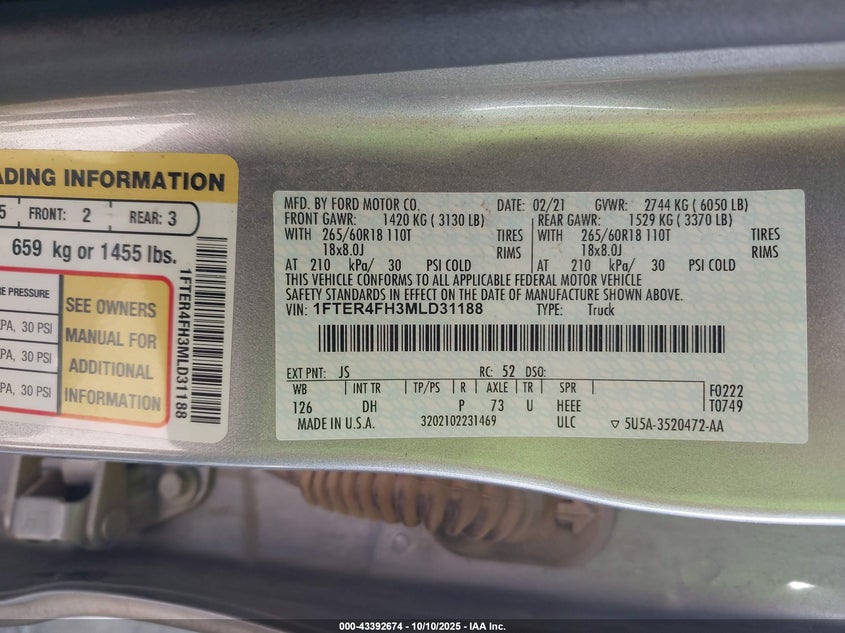 ADING INFORMATION
5 FRONT: 2 REAR: 3
659 kg or 1455 lbs.
RE PRESSURE
KPA, 30 PSI
KPA, 30 PSI
KPA, 30 PSI
SEE OWNERS
MANUAL FOR
ADDITIONAL
INFORMATION
1FTER4FH3MLD31188
MFD. BY FORD MOTOR CO. DATE: 02/21 GVWR: 2744 KG ( 6050 LB)
FRONT GAWR: 1420 KG ( 3130 LB) REAR GAWR: 1529 KG ( 3370 LB)
WITH 265/60R18 110T TIRES WITH 265/60R18 110T TIRES
18x8.0J RIMS 18x8.0J RIMS
AT 210 kPa/ 30 PSI COLD AT 210 kPa/ 30 PSI COLD
THIS VEHICLE CONFORMS TO ALL APPLICABLE FEDERAL MOTOR VEHICLE
SAFETY STANDARDS IN EFFECT ON THE DATE OF MANUFACTURE SHOWN ABOVE.
VIN: 1FTER4FH3MLD31188 TYPE: Truck
EXT PNT: JS RC: 52 DSO:
WB INT TR TP/PS R AXLE TR SPR F0222
126 DH P 73 U HEEE T0749
MADE IN U.S.A. 3202102231469 ULC ▽ 5U5A-3520472-AA
000-43392674 - 10/10/2025 - IAA Inc.